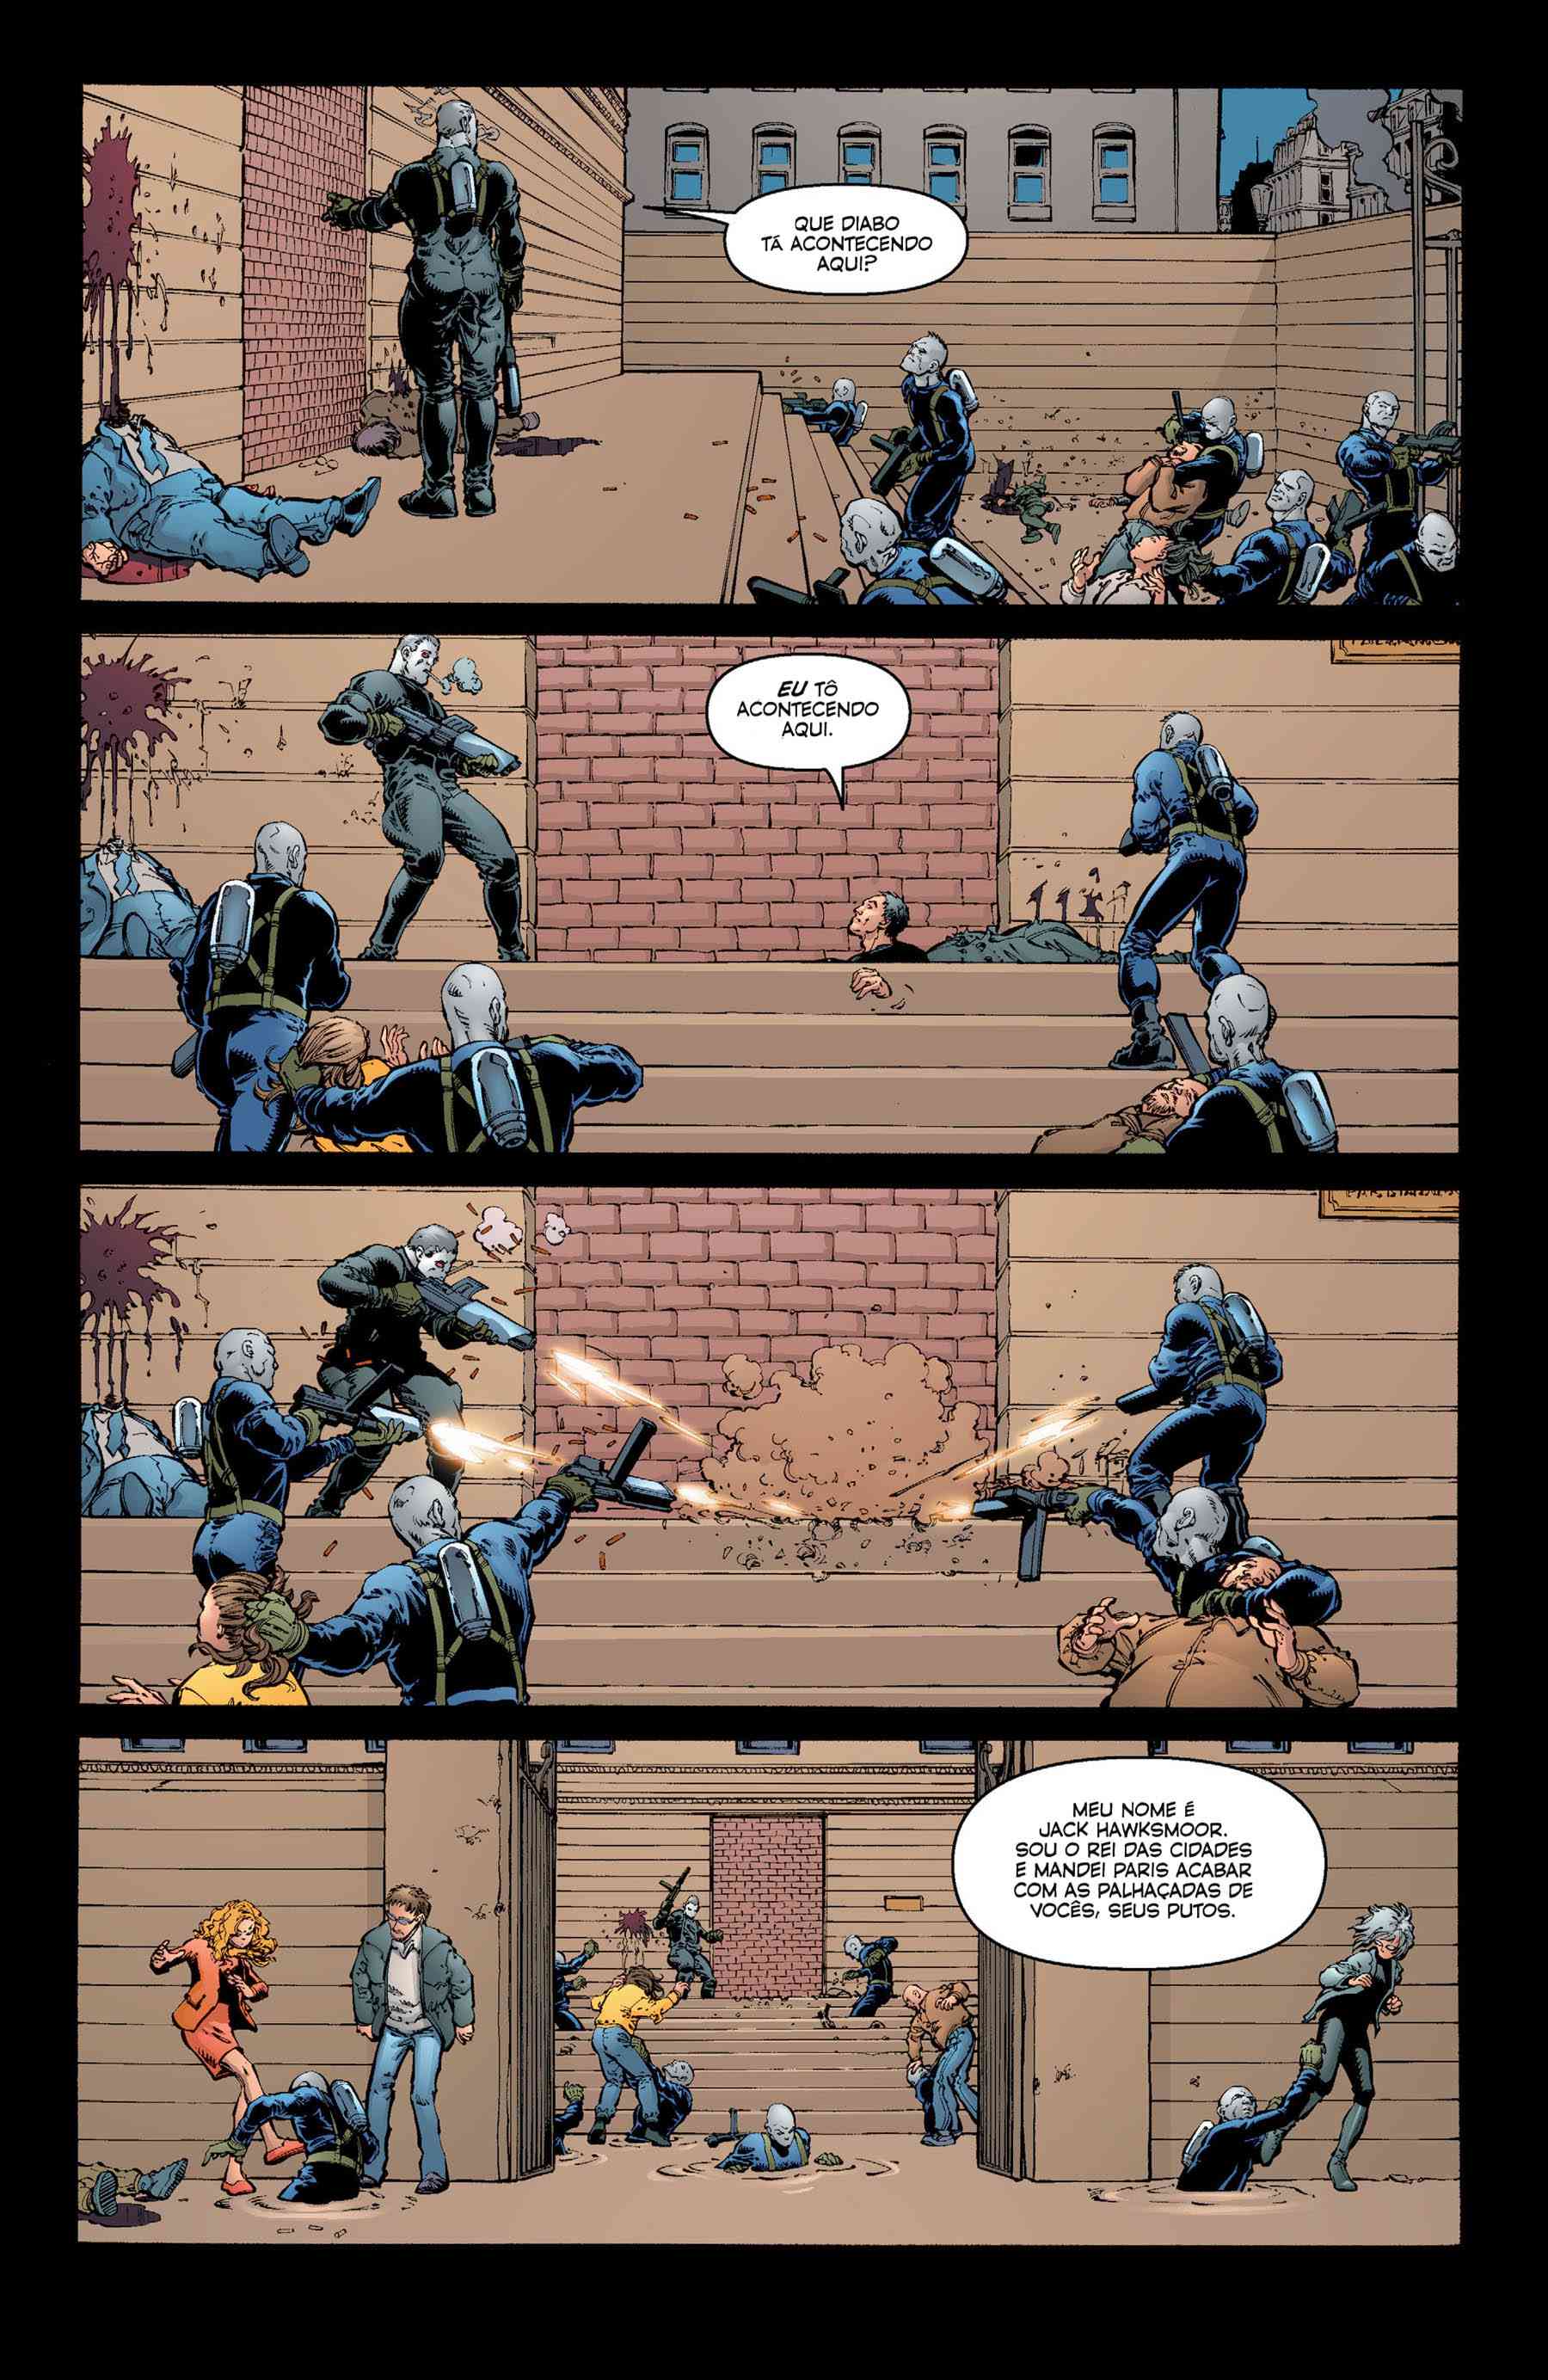 QUE DIABO
TÁ ACONTECENDO
AQUI?
EU TÔ
ACONTECENDO
AQUI.
MEU NOME É
JACK HAWKSMOOR.
SOU O REI DAS CIDADES
E MANDEI PARIS ACABAR
COM AS PALHAÇADAS DE
VOCÊS, SEUS PUTOS.